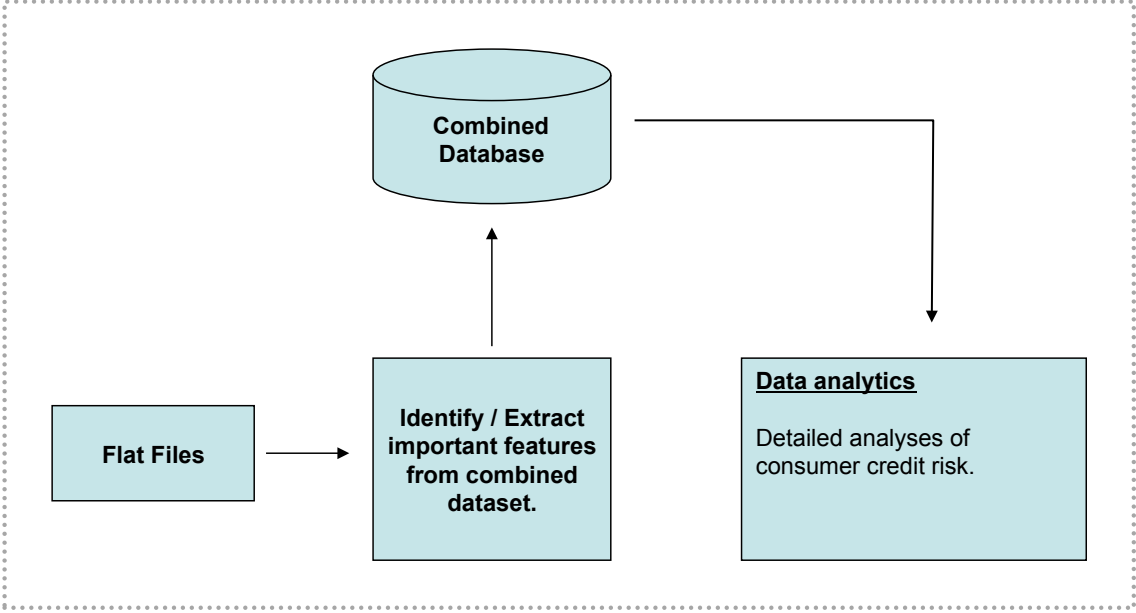 Combined
Database
Flat Files
Identify / Extract
important features
from combined
dataset.
Data analytics
Detailed analyses of
consumer credit risk.